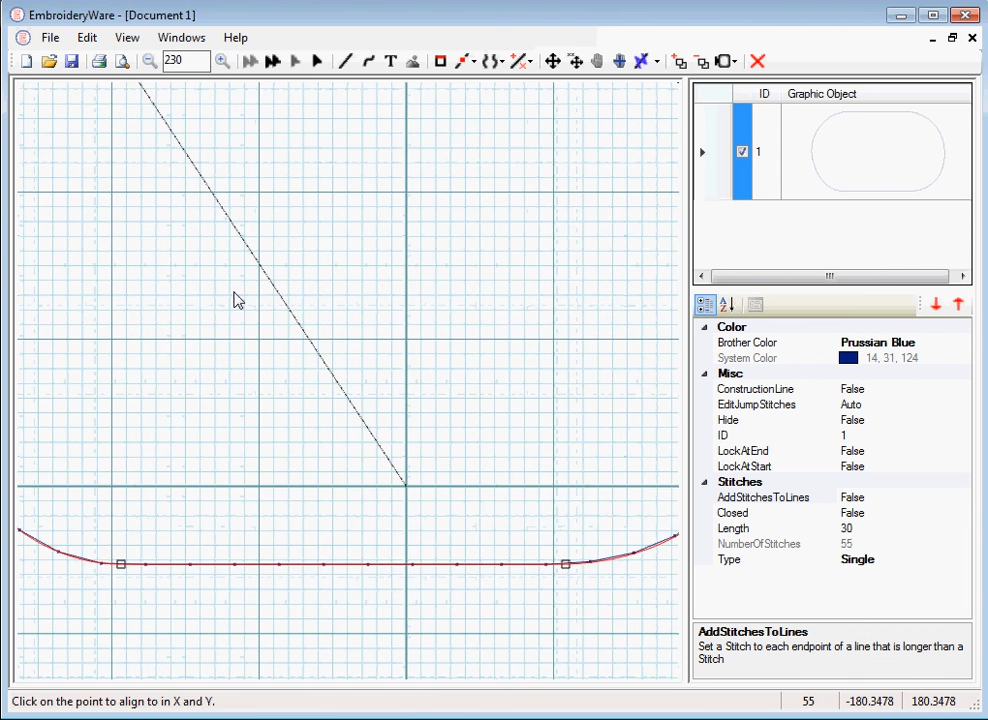 EmbroideryWare - [Document 1]
File Edit View Windows Help
230
ID Graphic Object
1
Color
Brother Color Prussian Blue
System Color 14, 31, 124
Misc
ConstructionLine False
EditJumpStitches Auto
Hide False
ID 1
LockAtEnd False
LockAtStart False
Stitches
AddStitchesToLines False
Closed False
Length 30
NumberOfStitches 55
Type Single
AddStitchesToLines
Set a Stitch to each endpoint of a line that is longer than a
Stitch
Click on the point to align to in X and Y. 55 -180.3478 180.3478